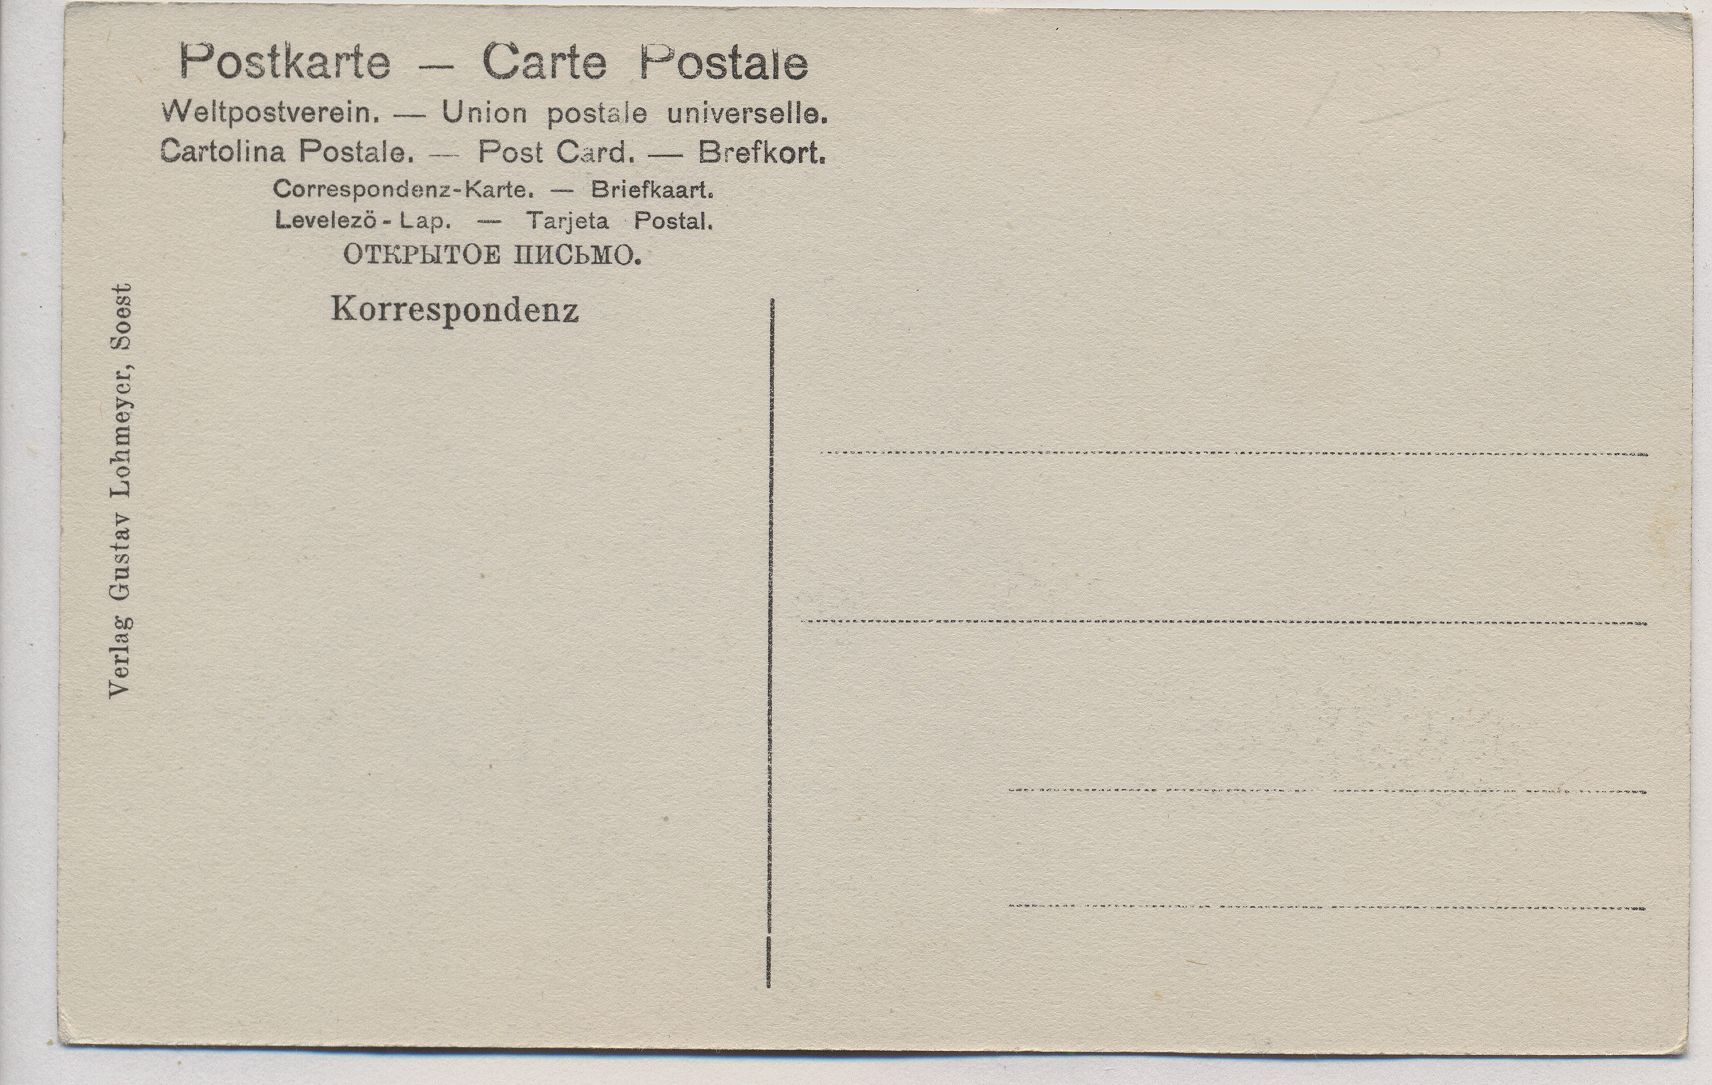 Postkarte — Carte Postale
Weltpostverein. — Union postale universelle.
Cartolina Postale. — Post Card. — Brefkort.
Correspondenz-Karte. — Briefkaart.
Levelezö-Lap. — Tarjeta Postal.
ОТКРЫТОЕ ПИСЬМО.
Korrespondenz
Verlag Gustav Lohmeyer, Soest